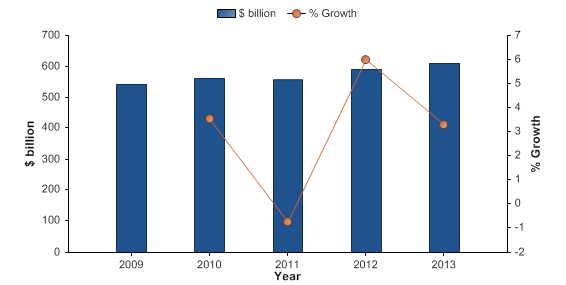 $ billion % Growth
700 7
600 6
500 5
400 4
300 3
200 2
100 1
0 0
-1
-2
$ billion
% Growth
2009 2010 2011 2012 2013
Year